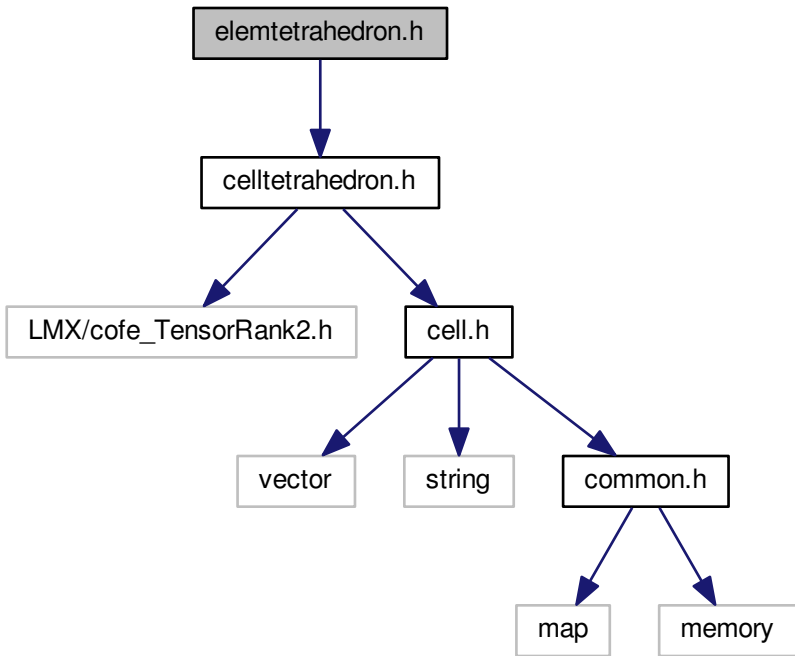 elemtetrahedron.h
celltetrahedron.h
LMX/cofe_TensorRank2.h
cell.h
vector
string
common.h
map
memory